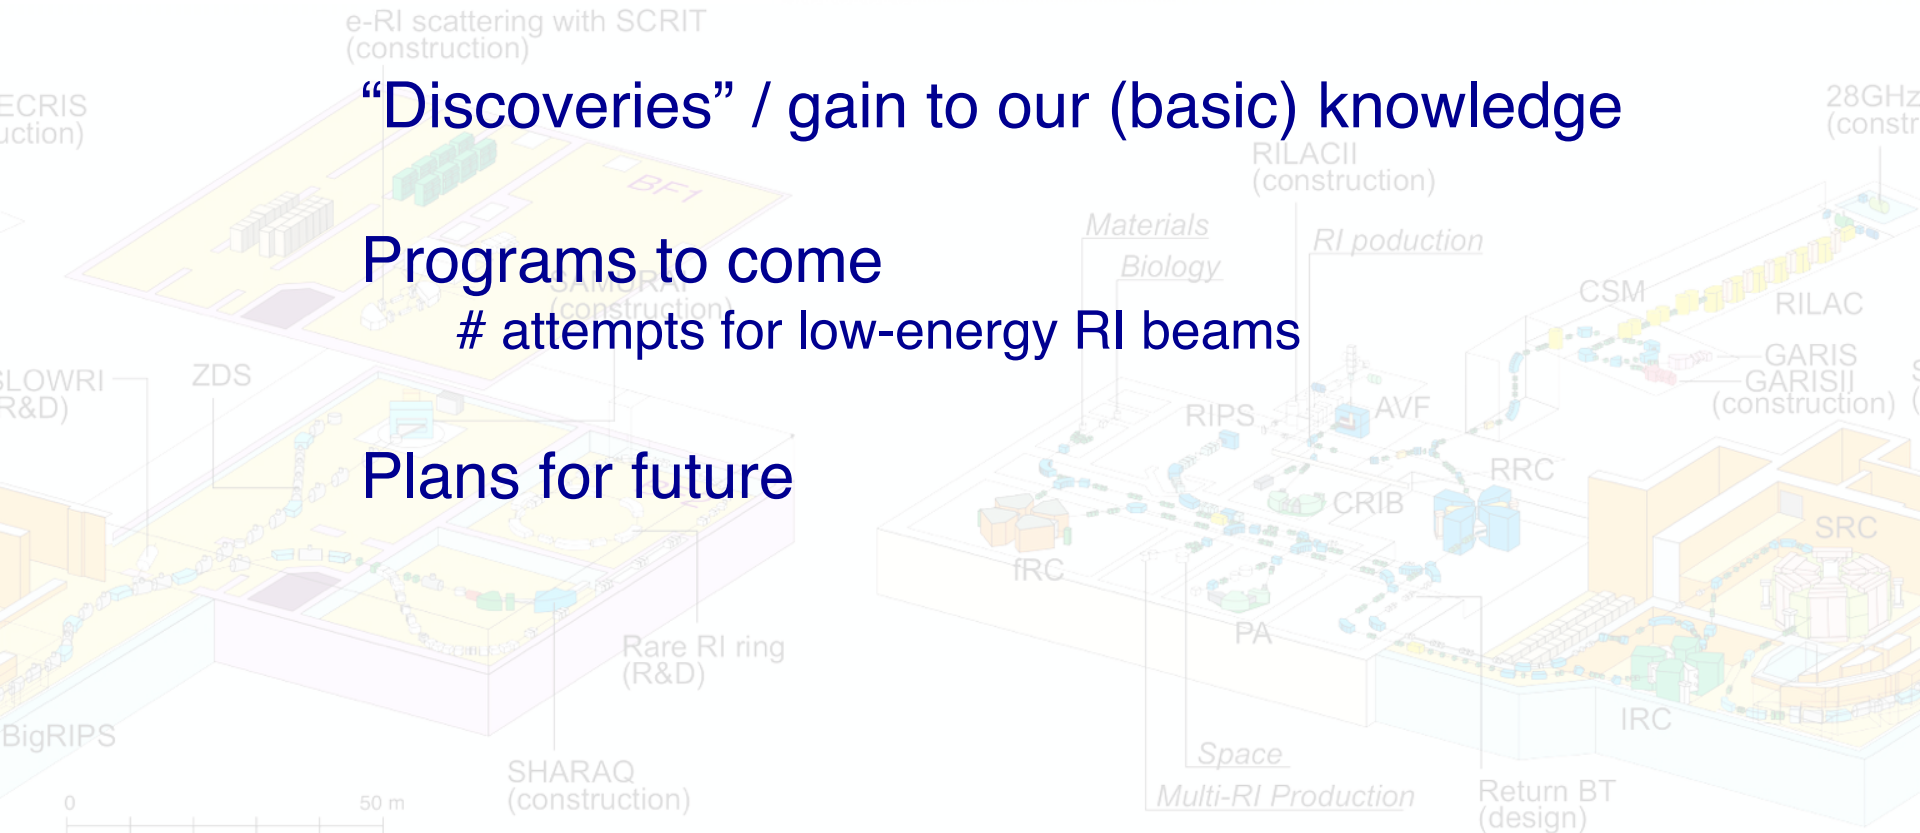 e-RI scattering with SCRIT
(construction)
ECRIS
uction)
“Discoveries” / gain to our (basic) knowledge
28GHz
(constr
RILACII
(construction)
BF1
Materials
Biology
RI poduction
Programs to come
SAMURAI
(construction)
# attempts for low-energy RI beams
CSM
RILAC
GARIS
GARISII
(construction)
SLOWRI
R&D)
ZDS
RIPS
AVF
Plans for future
RRC
CRIB
SRC
fRC
PA
Rare RI ring
(R&D)
IRC
BigRIPS
SHARAQ
(construction)
Space
Multi-RI Production
Return BT
(design)
0
50 m